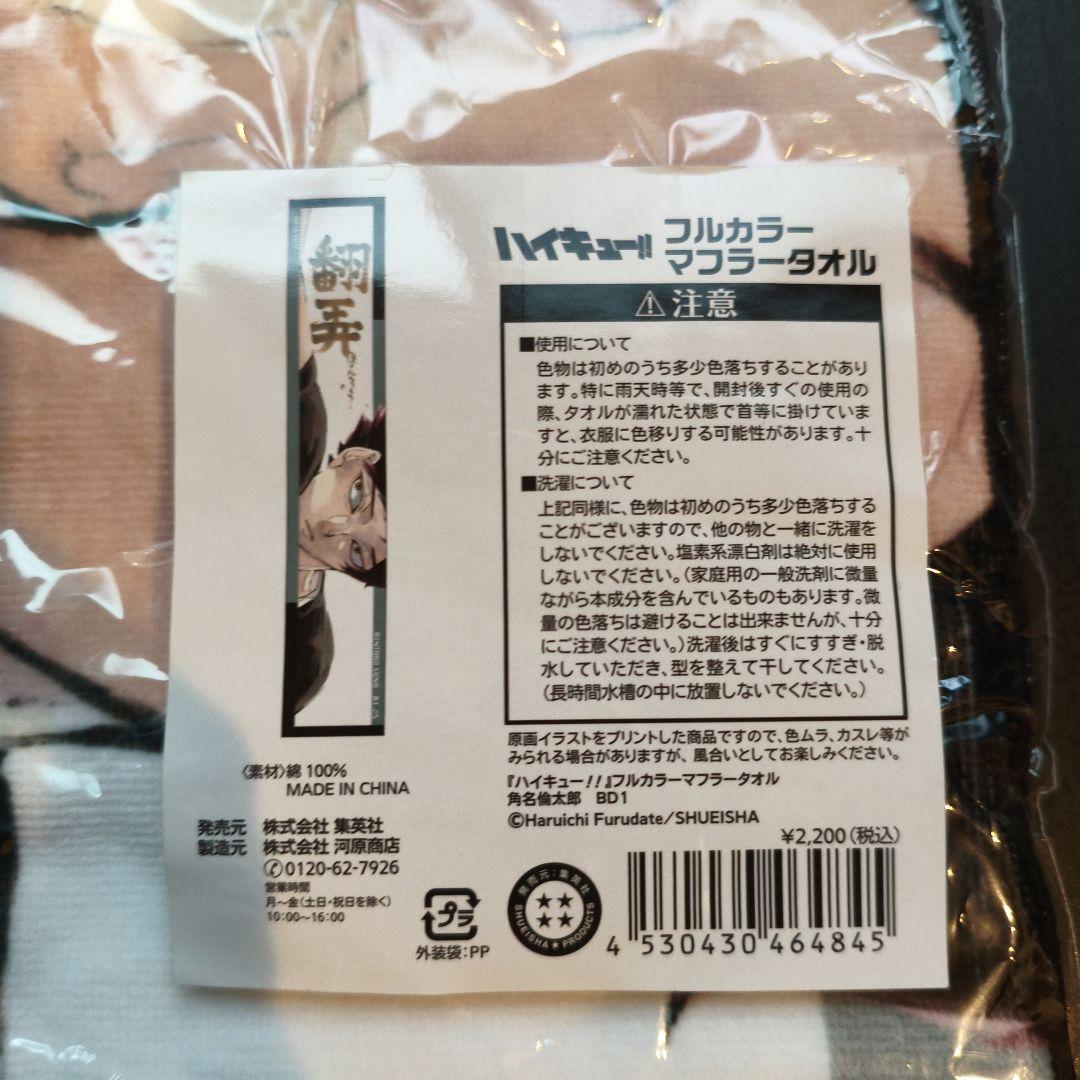 翻弄
ほんろう
ハイキュー!!
フルカラー
マフラータオル
⚠注意
■使用について
色物は初めのうち多少色落ちすることがあり
ます。特に雨天時等で、開封後すぐの使用の
際、タオルが濡れた状態で首等に掛けていま
すと、衣服に色移りする可能性があります。十
分にご注意ください。
■洗濯について
上記同様に、色物は初めのうち多少色落ちする
ことがございますので、他の物と一緒に洗濯を
しないでください。塩素系漂白剤は絶対に使用
しないでください。(家庭用の一般洗剤に微量
ながら本成分を含んでいるものもあります。微
量の色落ちは避けることは出来ませんが、十分
にご注意ください。)洗濯後はすぐにすすぎ・脱
水していただき、型を整えて干してください。
(長時間水槽の中に放置しないでください。)
原画イラストをプリントした商品ですので、色ムラ、カスレ等が
みられる場合がありますが、風合いとしてお楽しみください。
『ハイキュー!!』フルカラーマフラータオル
角名倫太郎 BD1
©Haruichi Furudate/SHUEISHA
¥2,200(税込)
〈素材〉綿 100%
MADE IN CHINA
発売元 株式会社 集英社
製造元 株式会社 河原商店
✆0120-62-7926
営業時間
月〜金(土日・祝日を除く)
10:00〜16:00
プラ
外装袋:PP
発売元:集英社
SHUEISHA★PRODUCTS
4 530430 464845